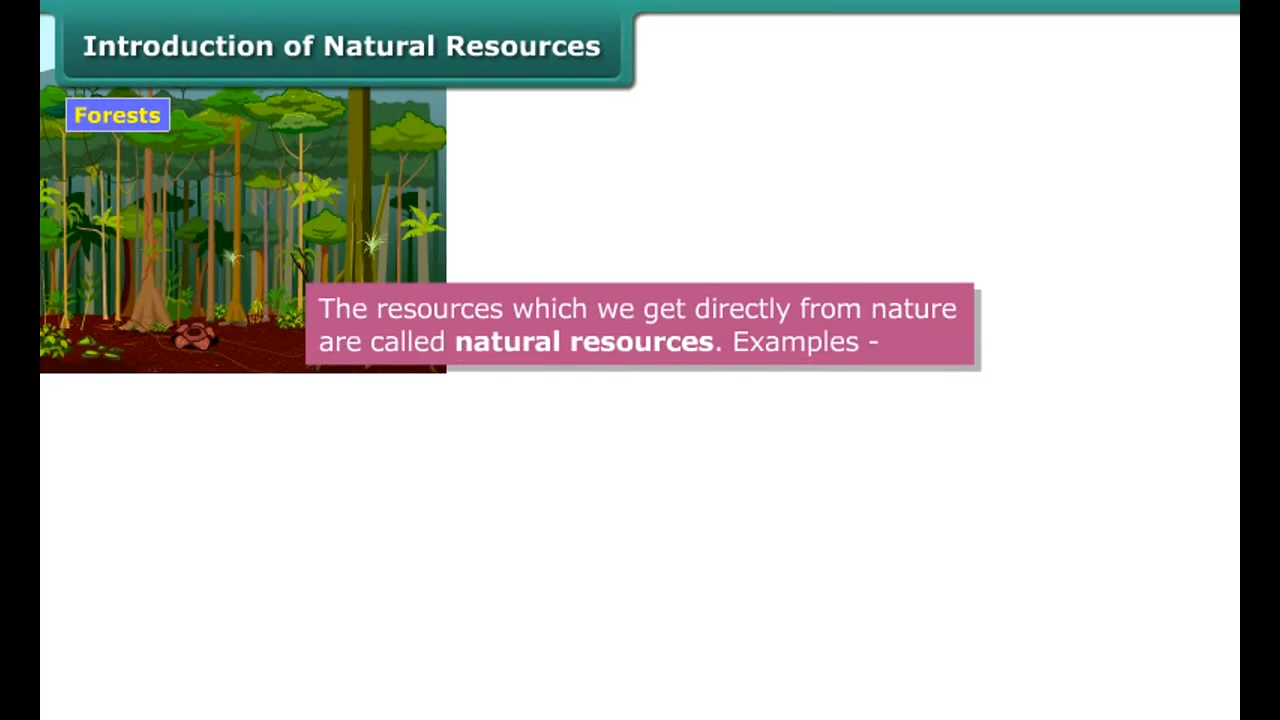 Introduction of Natural Resources
Forests
The resources which we get directly from nature
are called natural resources. Examples -